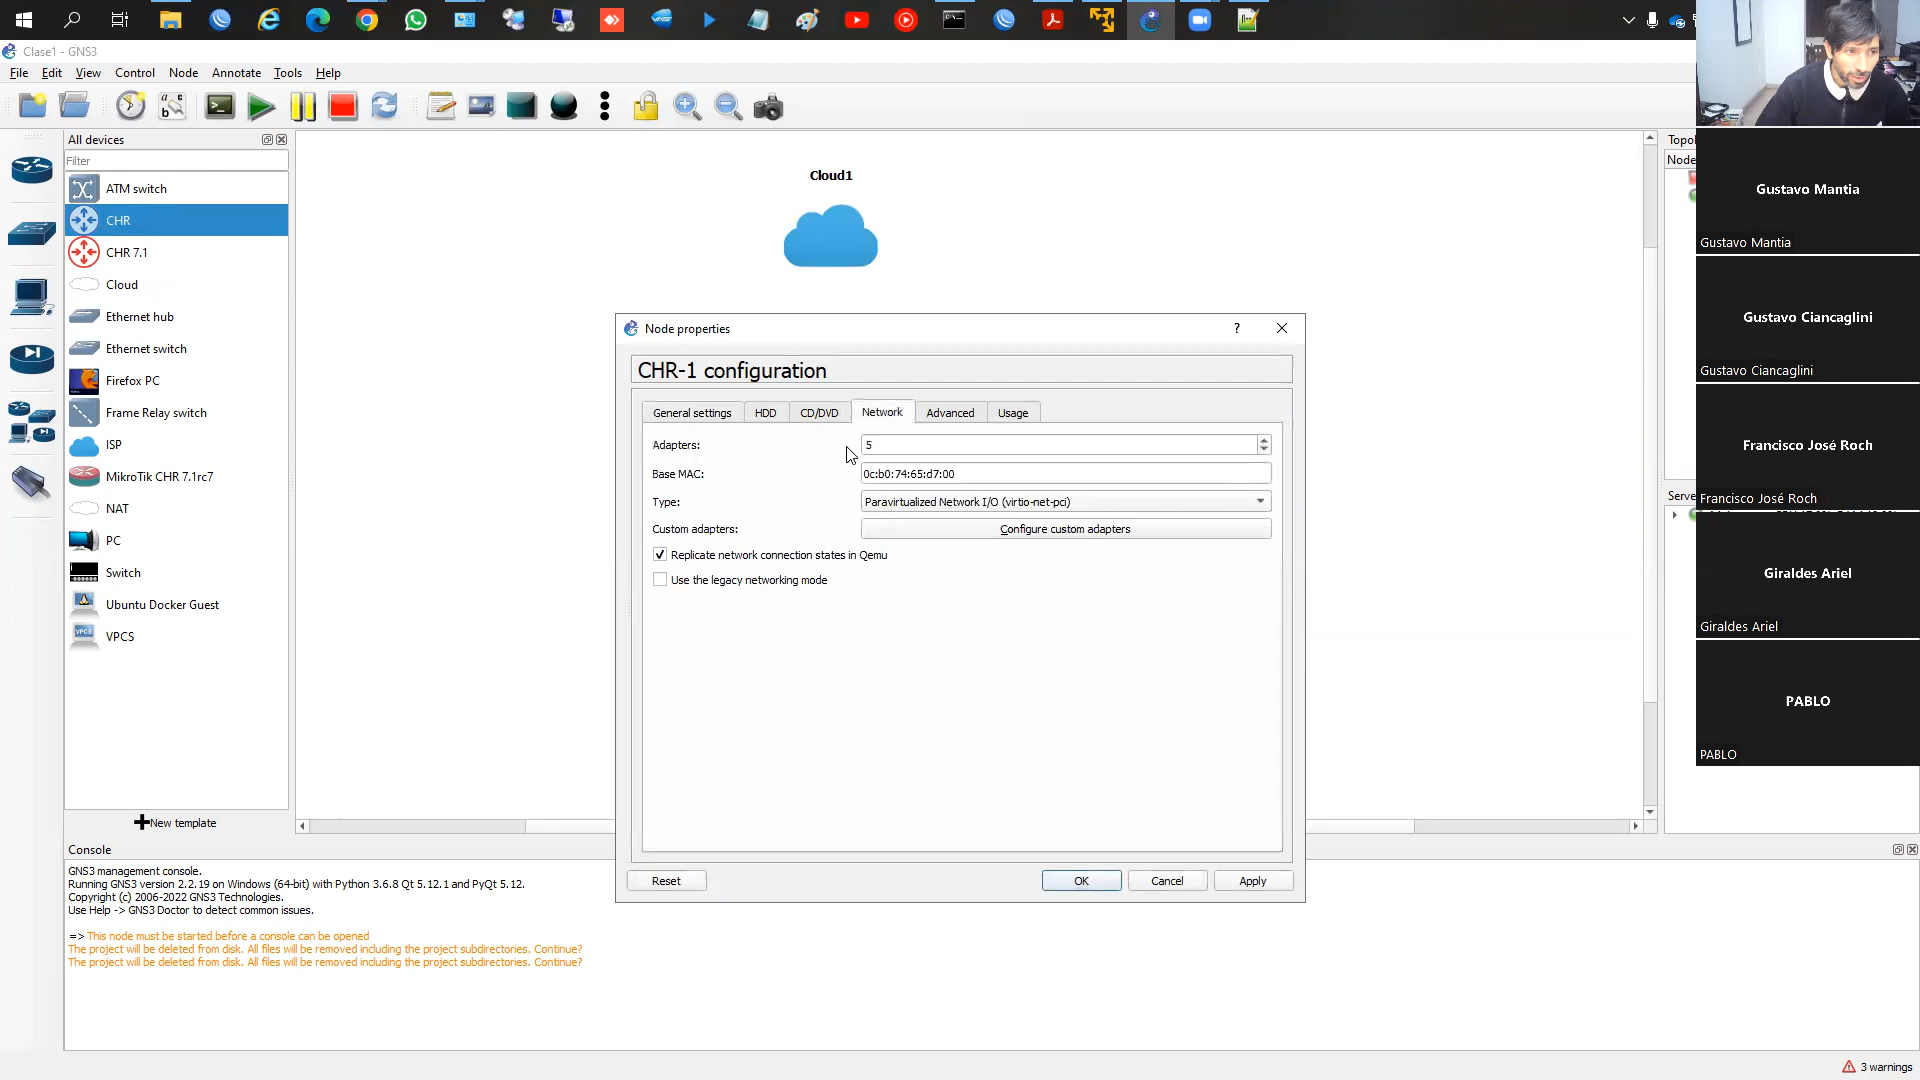 Clase1 - GNS3
File Edit View Control Node Annotate Tools Help
All devices
Filter
ATM switch
CHR
CHR 7.1
Cloud
Ethernet hub
Ethernet switch
Firefox PC
Frame Relay switch
ISP
MikroTik CHR 7.1rc7
NAT
PC
Switch
Ubuntu Docker Guest
VPCS
New template
Cloud1
Node properties
CHR-1 configuration
General settings HDD CD/DVD Network Advanced Usage
Adapters: 5
Base MAC: 0c:b0:74:65:d7:00
Type: Paravirtualized Network I/O (virtio-net-pci)
Custom adapters: Configure custom adapters
Replicate network connection states in Qemu
Use the legacy networking mode
Reset OK Cancel Apply
Console
GNS3 management console.
Running GNS3 version 2.2.19 on Windows (64-bit) with Python 3.6.8 Qt 5.12.1 and PyQt 5.12.
Copyright (c) 2006-2022 GNS3 Technologies.
Use Help -> GNS3 Doctor to detect common issues.
=> This node must be started before a console can be opened
The project will be deleted from disk. All files will be removed including the project subdirectories. Continue?
The project will be deleted from disk. All files will be removed including the project subdirectories. Continue?
Topol
Node
Serve
Gustavo Mantia
Gustavo Mantia
Gustavo Ciancaglini
Gustavo Ciancaglini
Francisco José Roch
Francisco José Roch
Giraldes Ariel
Giraldes Ariel
PABLO
PABLO
3 warnings